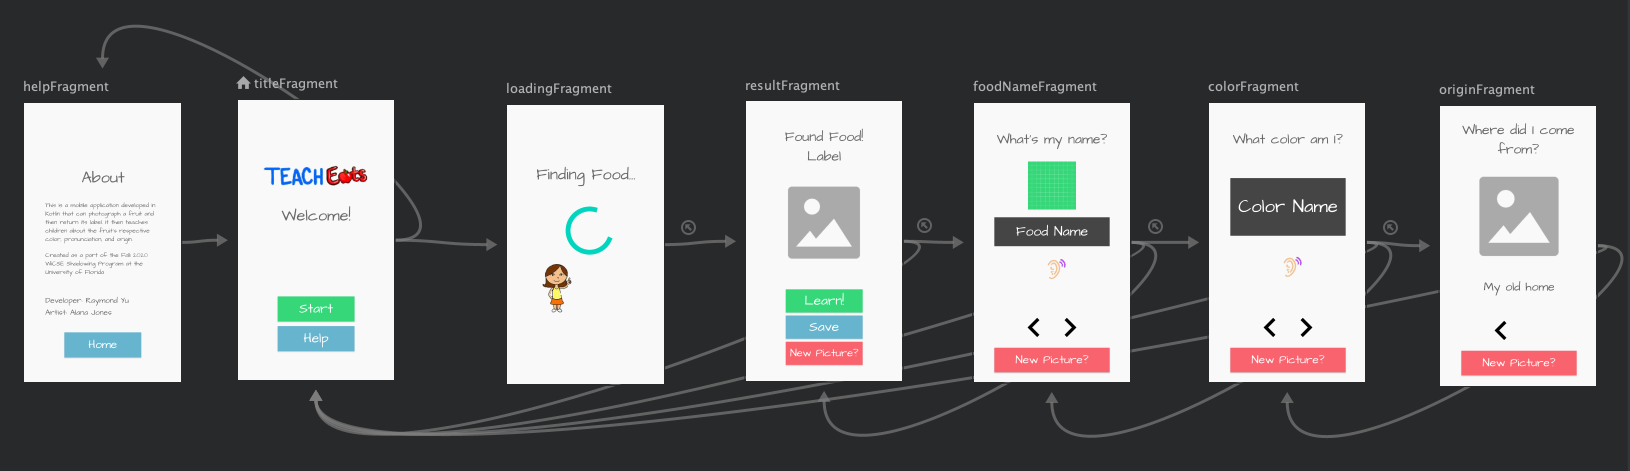 helpFragment
About
This is a mobile application developed in
Kotlin that can photograph a fruit and
then return its label. It then teaches
children about the fruit's respective
color, pronunciation, and origin.
Created as a part of the Fall 2020
WiCSE Shadowing Program at the
University of Florida
Developer: Raymond Yu
Artist: Alana Jones
Home
titleFragment
TEACH Eats
Welcome!
Start
Help
loadingFragment
Finding Food...
resultFragment
Found Food!
Label
Learn!
Save
New Picture?
foodNameFragment
What's my name?
Food Name
New Picture?
colorFragment
What color am I?
Color Name
New Picture?
originFragment
Where did I come
from?
My old home
New Picture?